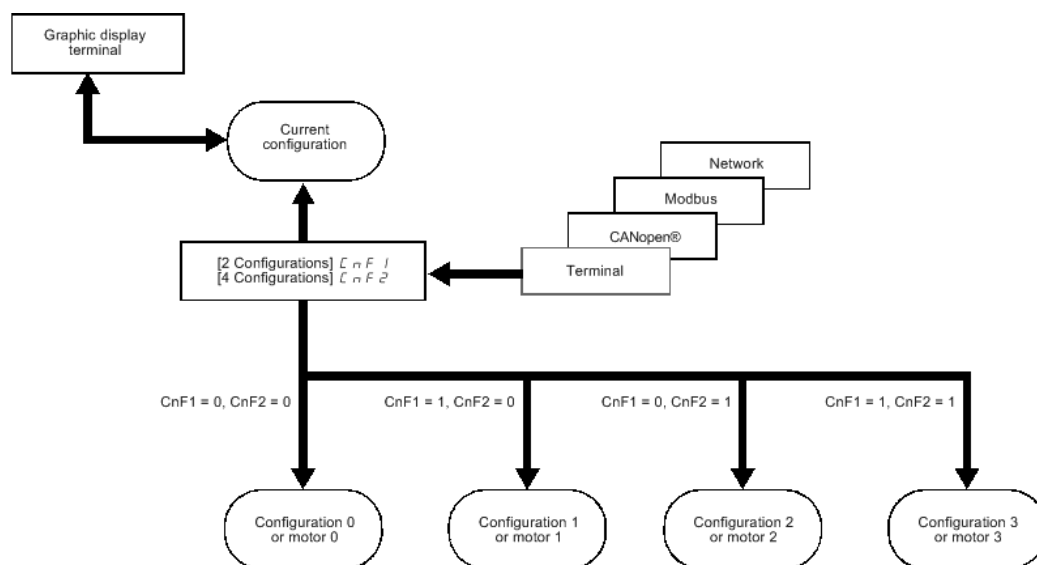 Graphic display
terminal
Current
configuration
Network
Modbus
CANopen®
Terminal
[2 Configurations] CnF1
[4 Configurations] CnF2
CnF1 = 0, CnF2 = 0
CnF1 = 1, CnF2 = 0
CnF1 = 0, CnF2 = 1
CnF1 = 1, CnF2 = 1
Configuration 0
or motor 0
Configuration 1
or motor 1
Configuration 2
or motor 2
Configuration 3
or motor 3